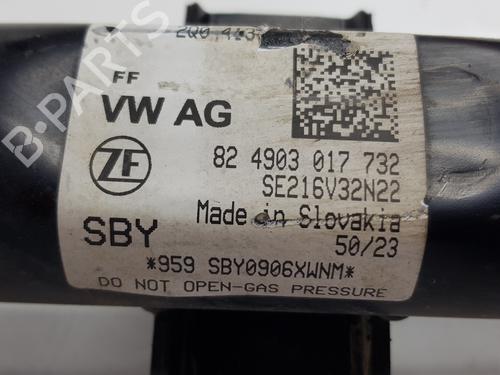 FF
VW AG
ZF
82 4903 017 732
SE216V32N22
SBY
Made in Slovakia
50/23
*959 SBY0906XWNM*
DO NOT OPEN-GAS PRESSURE
B-PARTS